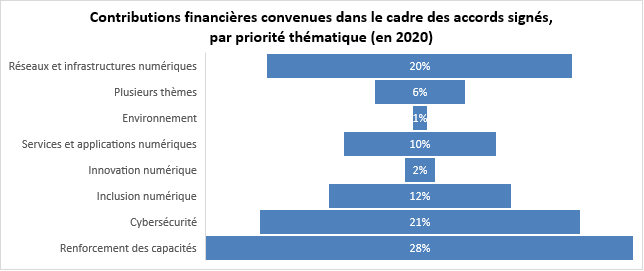 Contributions financières convenues dans le cadre des accords signés,
par priorité thématique (en 2020)
Réseaux et infrastructures numériques 20%
Plusieurs thèmes 6%
Environnement 1%
Services et applications numériques 10%
Innovation numérique 2%
Inclusion numérique 12%
Cybersécurité 21%
Renforcement des capacités 28%